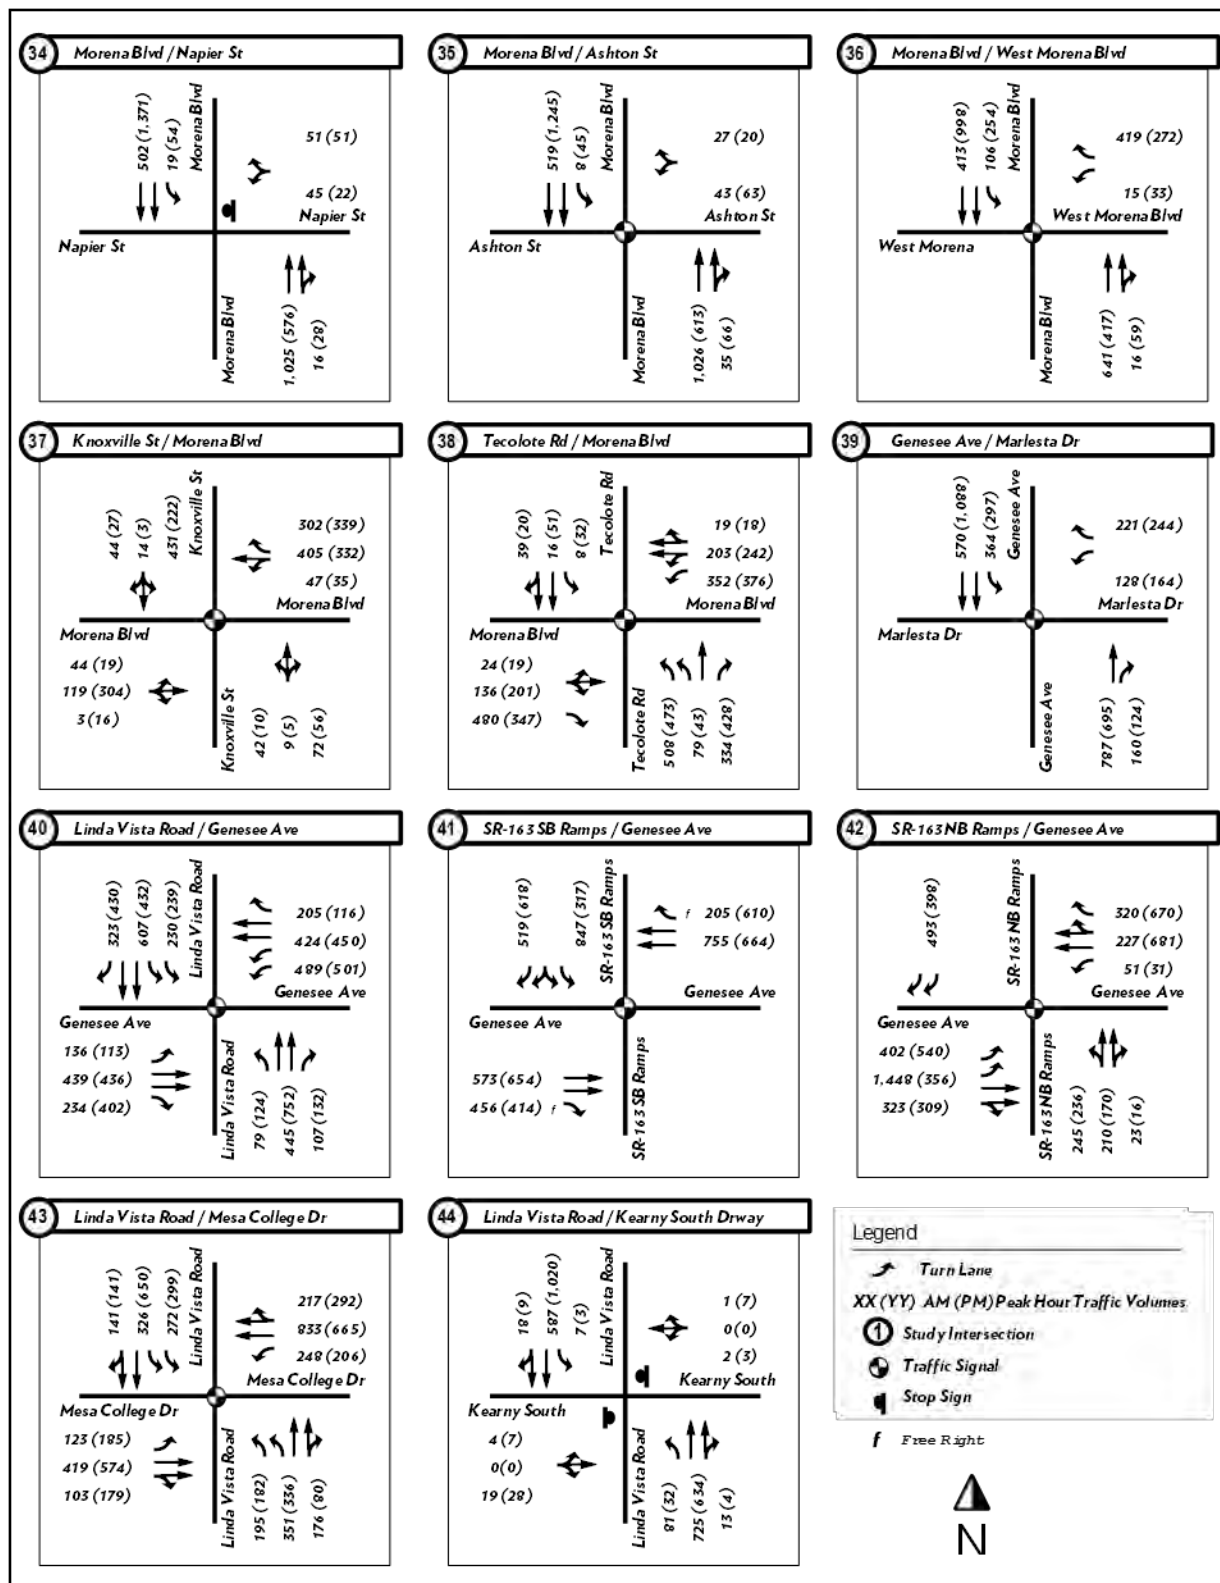 34 Morena Blvd / Napier St
502 (1,371)
19 (54)
Morena Blvd
51 (51)
45 (22)
Napier St
Napier St
Morena Blvd
1,025 (576)
16 (28)
35 Morena Blvd / Ashton St
519 (1,245)
8 (45)
Morena Blvd
27 (20)
43 (63)
Ashton St
Ashton St
Morena Blvd
1,026 (613)
35 (66)
36 Morena Blvd / West Morena Blvd
413 (998)
106 (254)
Morena Blvd
419 (272)
15 (33)
West Morena Blvd
West Morena
Morena Blvd
641 (417)
16 (59)
37 Knoxville St / Morena Blvd
44 (27)
14 (3)
431 (222)
Knoxville St
302 (339)
405 (332)
47 (35)
Morena Blvd
Morena Blvd
44 (19)
119 (304)
3 (16)
Knoxville St
42 (10)
9 (5)
72 (56)
38 Tecolote Rd / Morena Blvd
39 (20)
16 (51)
8 (32)
Tecolote Rd
19 (18)
203 (242)
352 (376)
Morena Blvd
Morena Blvd
24 (19)
136 (201)
480 (347)
Tecolote Rd
508 (473)
79 (43)
334 (428)
39 Genesee Ave / Marlesta Dr
570 (1,088)
364 (297)
Genesee Ave
221 (244)
128 (164)
Marlesta Dr
Marlesta Dr
Genesee Ave
787 (695)
160 (124)
40 Linda Vista Road / Genesee Ave
323 (430)
607 (432)
230 (239)
Linda Vista Road
205 (116)
424 (450)
489 (501)
Genesee Ave
Genesee Ave
136 (113)
439 (436)
234 (402)
Linda Vista Road
79 (124)
445 (752)
107 (132)
41 SR-163 SB Ramps / Genesee Ave
519 (618)
847 (317)
SR-163 SB Ramps
f 205 (610)
755 (664)
Genesee Ave
Genesee Ave
573 (654)
456 (414) f
SR-163 SB Ramps
42 SR-163 NB Ramps / Genesee Ave
493 (398)
SR-163 NB Ramps
320 (670)
227 (681)
51 (31)
Genesee Ave
Genesee Ave
402 (540)
1,448 (356)
323 (309)
SR-163 NB Ramps
245 (236)
210 (170)
23 (16)
43 Linda Vista Road / Mesa College Dr
141 (141)
326 (650)
272 (299)
Linda Vista Road
217 (292)
833 (665)
248 (206)
Mesa College Dr
Mesa College Dr
123 (185)
419 (574)
103 (179)
Linda Vista Road
195 (182)
351 (336)
176 (80)
44 Linda Vista Road / Kearny South Drway
18 (9)
587 (1,020)
7 (3)
Linda Vista Road
1 (7)
0 (0)
2 (3)
Kearny South
Kearny South
4 (7)
0 (0)
19 (28)
Linda Vista Road
81 (32)
725 (634)
13 (4)
Legend
Turn Lane
XX (YY) AM (PM) Peak Hour Traffic Volumes
1 Study Intersection
Traffic Signal
Stop Sign
f Free Right
N